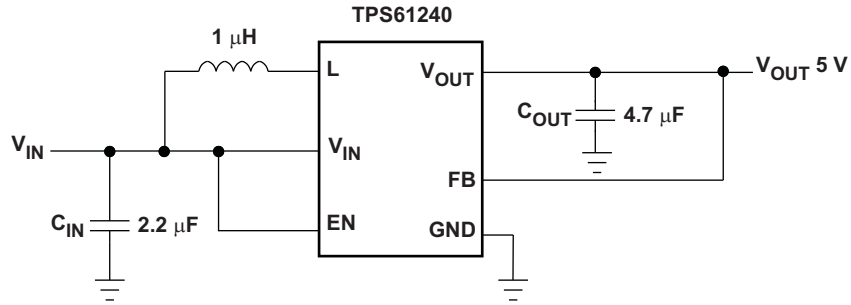 TPS61240
1 μH
L
V_OUT
V_OUT 5 V
C_OUT
4.7 μF
V_IN
V_IN
FB
C_IN
2.2 μF
EN
GND